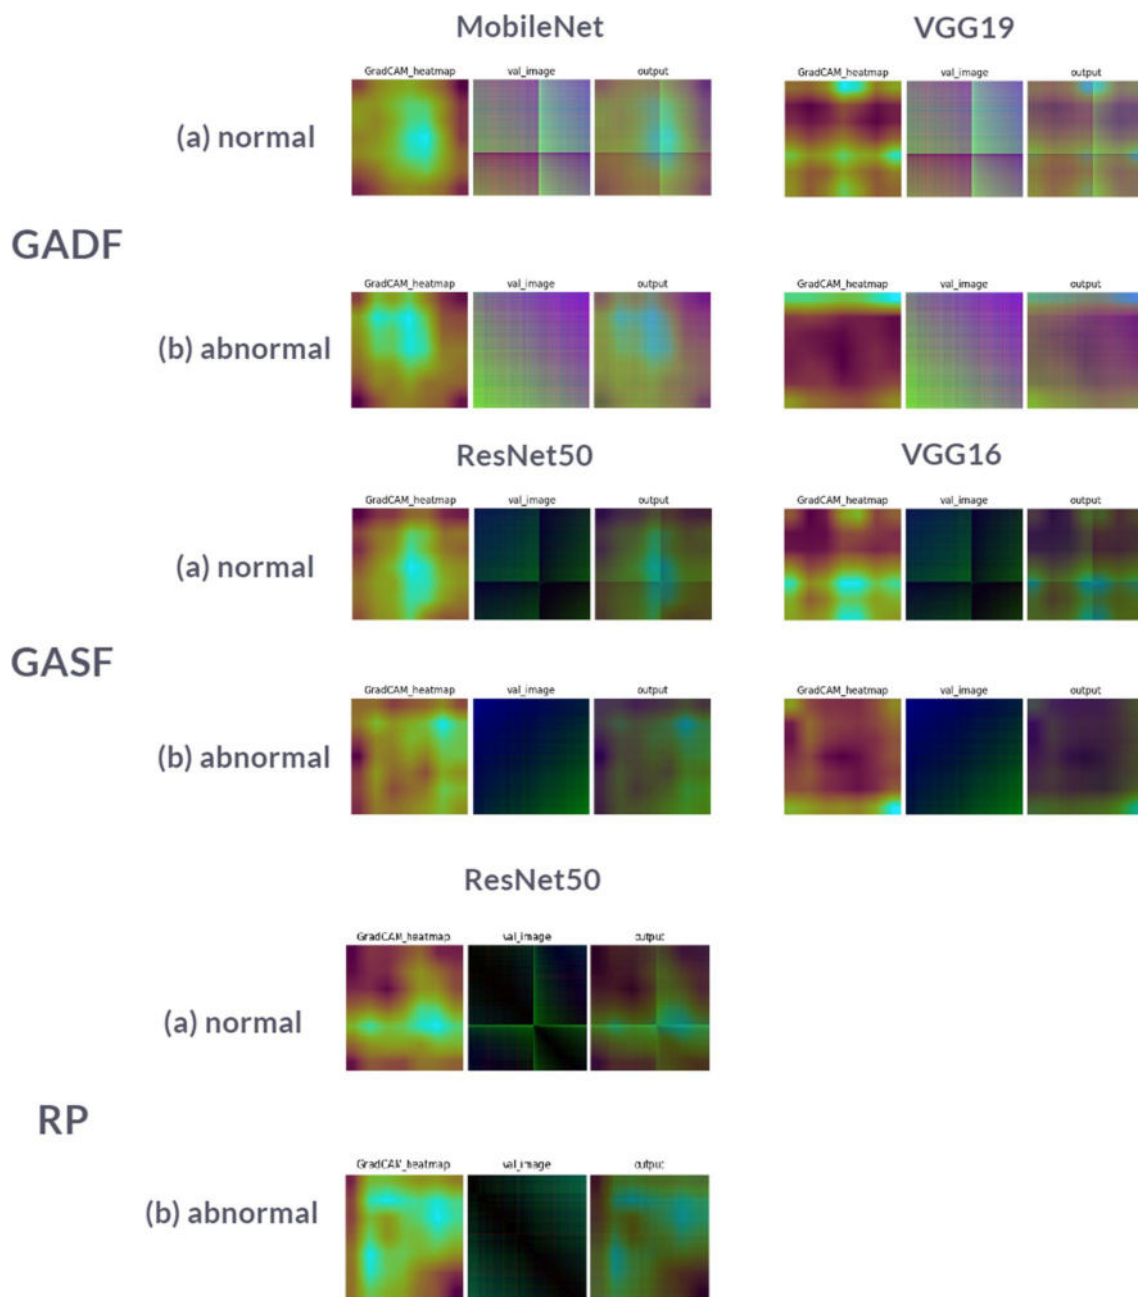 MobileNet VGG19
GradCAM_heatmap val_image output GradCAM_heatmap val_image output
(a) normal
GADF
GradCAM_heatmap val_image output GradCAM_heatmap val_image output
(b) abnormal
ResNet50 VGG16
GradCAM_heatmap val_image output GradCAM_heatmap val_image output
(a) normal
GASF
GradCAM_heatmap val_image output GradCAM_heatmap val_image output
(b) abnormal
ResNet50
GradCAM_heatmap val_image output
(a) normal
RP
GradCAM_heatmap val_image output
(b) abnormal